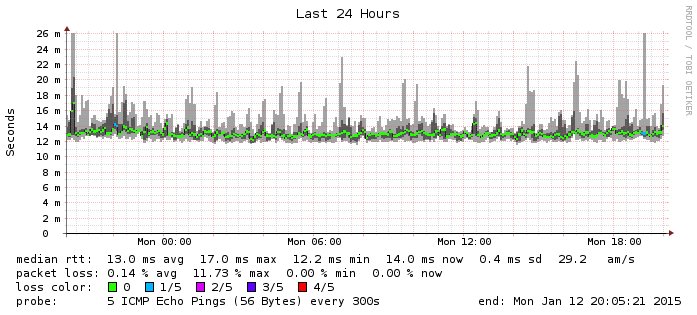 Last 24 Hours
RRDTOOL / TOBI OETIKER
Seconds
26 m
24 m
22 m
20 m
18 m
16 m
14 m
12 m
10 m
8 m
6 m
4 m
2 m
0
Mon 00:00 Mon 06:00 Mon 12:00 Mon 18:00
median rtt: 13.0 ms avg 17.0 ms max 12.2 ms min 14.0 ms now 0.4 ms sd 29.2 am/s
packet loss: 0.14 % avg 11.73 % max 0.00 % min 0.00 % now
loss color: 0 1/5 2/5 3/5 4/5
probe: 5 ICMP Echo Pings (56 Bytes) every 300s end: Mon Jan 12 20:05:21 2015